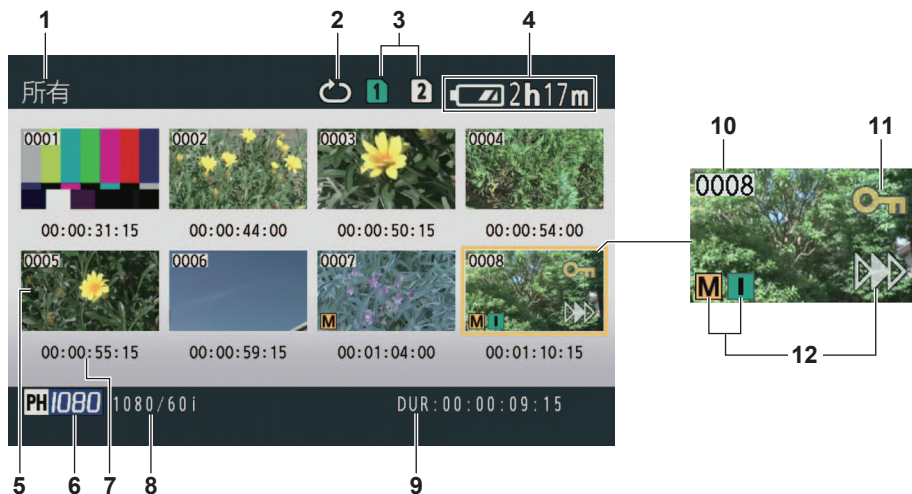 1 2 3 4
所有 1 2 2h17m
10 11
0001 0002 0003 0004
0008
00:00:31:15 00:00:44:00 00:00:50:15 00:00:54:00
0005 0006 0007 0008
M M I
M I
12
00:00:55:15 00:00:59:15 00:01:04:00 00:01:10:15
PH 1080 1080/60i DUR:00:00:09:15
5 6 7 8 9